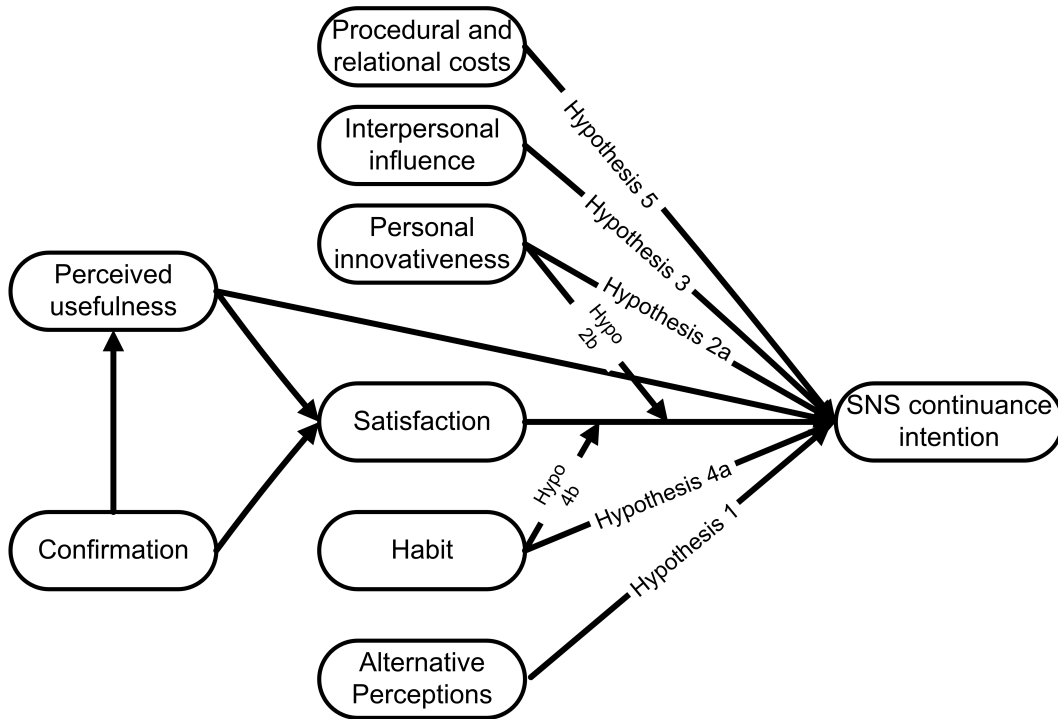 Procedural and
relational costs
Interpersonal
influence
Personal
innovativeness
Perceived
usefulness
Satisfaction
Confirmation
Habit
Alternative
Perceptions
SNS continuance
intention
Hypothesis 5
Hypothesis 3
Hypothesis 2a
Hypo
2b
Hypo
4b
Hypothesis 4a
Hypothesis 1